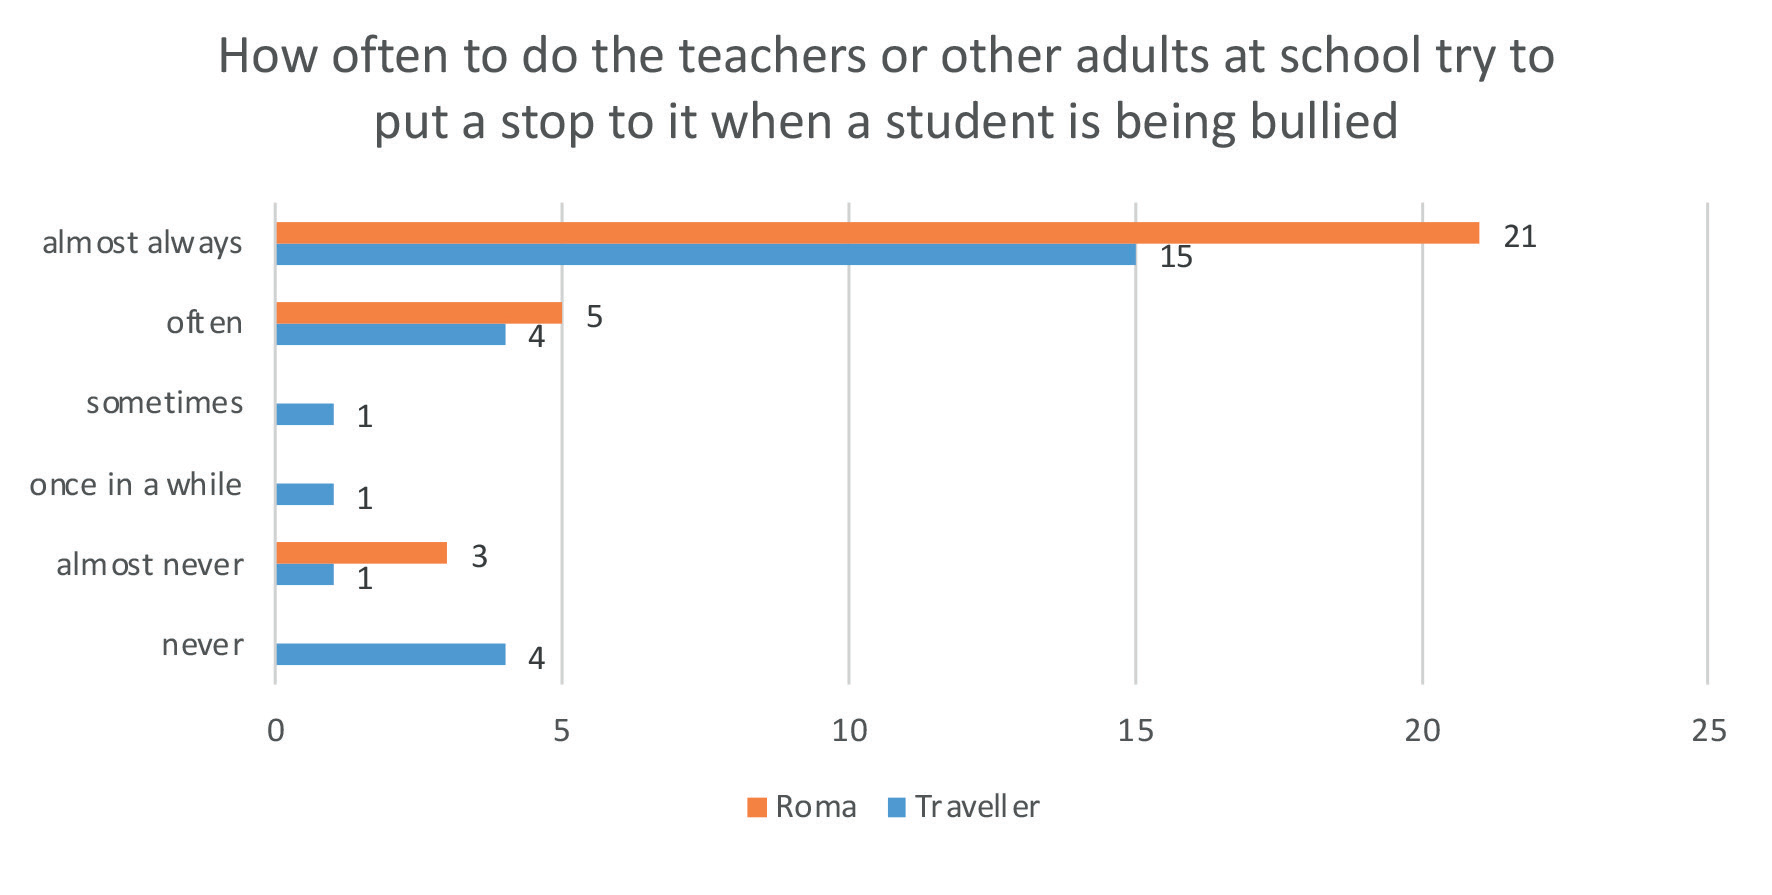 How often to do the teachers or other adults at school try to
put a stop to it when a student is being bullied
almost always
21
15
often
5
4
sometimes
1
once in a while
1
almost never
3
1
never
4
0 5 10 15 20 25
Roma Traveller